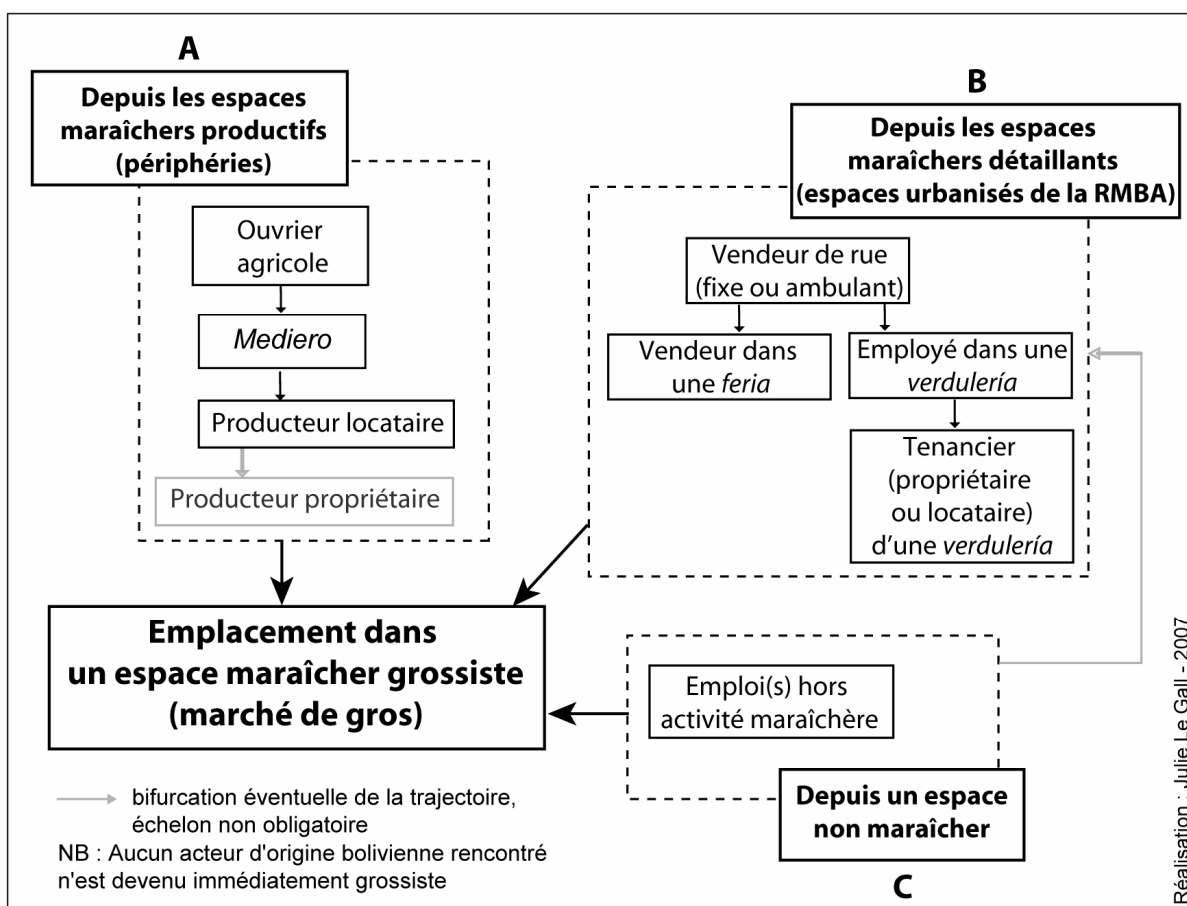 A
Depuis les espaces
maraîchers productifs
(périphéries)
Ouvrier
agricole
Mediero
Producteur locataire
Producteur propriétaire
B
Depuis les espaces
maraîchers détaillants
(espaces urbanisés de la RMBA)
Vendeur de rue
(fixe ou ambulant)
Vendeur dans
une feria
Employé dans une
verdulería
Tenancier
(propriétaire
ou locataire)
d'une verdulería
Emplacement dans
un espace maraîcher grossiste
(marché de gros)
Emploi(s) hors
activité maraîchère
Depuis un espace
non maraîcher
C
bifurcation éventuelle de la trajectoire,
échelon non obligatoire
NB : Aucun acteur d'origine bolivienne rencontré
n'est devenu immédiatement grossiste
Réalisation : Julie Le Gall - 2007